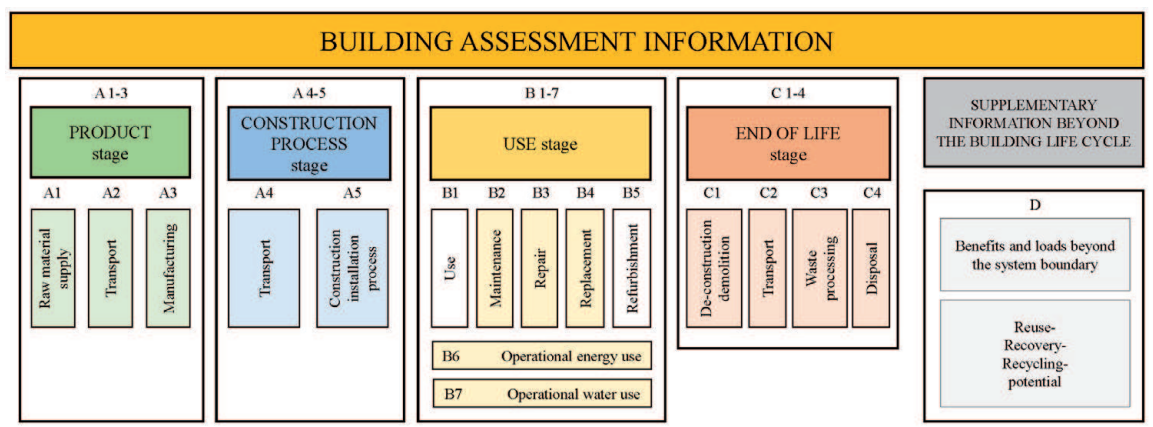 BUILDING ASSESSMENT INFORMATION
A 1-3
PRODUCT
stage
A1
A2
A3
Raw material
supply
Transport
Manufacturing
A 4-5
CONSTRUCTION
PROCESS
stage
A4
A5
Transport
Construction
installation
process
B 1-7
USE stage
B1
B2
B3
B4
B5
Use
Maintenance
Repair
Replacement
Refurbishment
B6 Operational energy use
B7 Operational water use
C 1-4
END OF LIFE
stage
C1
C2
C3
C4
De-construction
demolition
Transport
Waste
processing
Disposal
SUPPLEMENTARY
INFORMATION BEYOND
THE BUILDING LIFE CYCLE
D
Benefits and loads beyond
the system boundary
Reuse-
Recovery-
Recycling-
potential